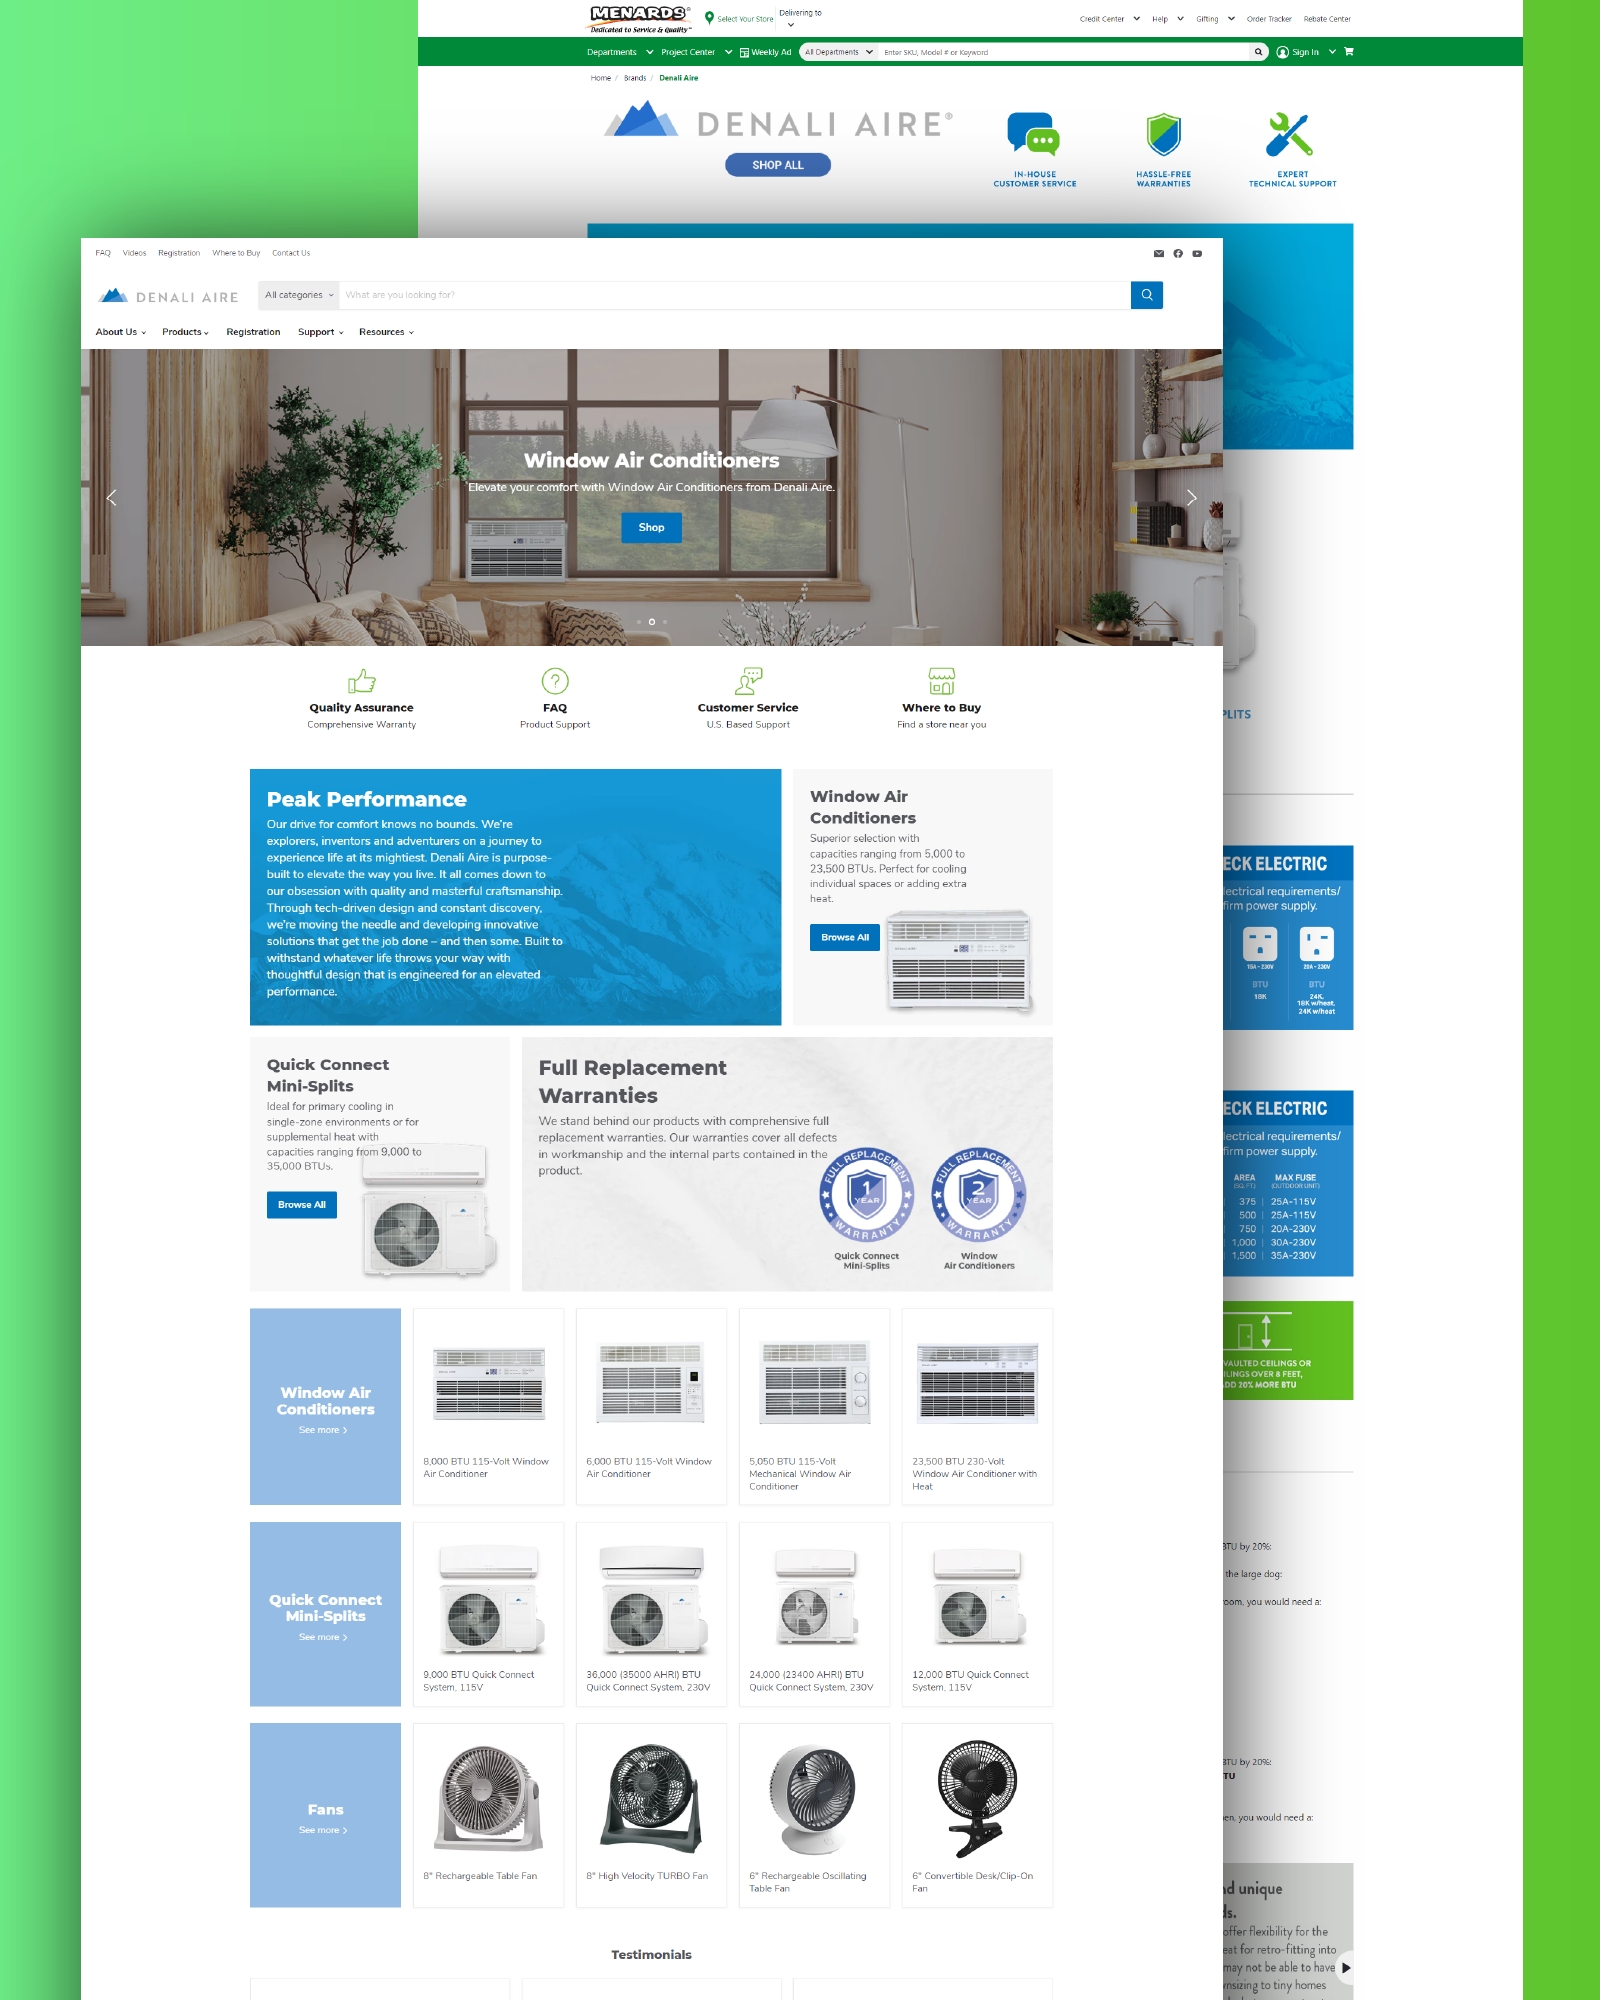 MENARDS®
Dedicated to Service & Quality™
Select Your Store
Delivering to
Credit Center
Help
Gifting
Order Tracker
Rebate Center
Departments
Project Center
Weekly Ad
All Departments
Enter SKU, Model # or Keyword
Sign In
Home / Brands / Denali Aire
DENALI AIRE®
SHOP ALL
IN-HOUSE
CUSTOMER SERVICE
HASSLE-FREE
WARRANTIES
EXPERT
TECHNICAL SUPPORT
FAQ
Videos
Registration
Where to Buy
Contact Us
DENALI AIRE
All categories
What are you looking for?
About Us
Products
Registration
Support
Resources
Window Air Conditioners
Elevate your comfort with Window Air Conditioners from Denali Aire.
Shop
Quality Assurance
Comprehensive Warranty
FAQ
Product Support
Customer Service
U.S. Based Support
Where to Buy
Find a store near you
Peak Performance
Our drive for comfort knows no bounds. We're
explorers, inventors and adventurers on a journey to
experience life at its mightiest. Denali Aire is purpose-
built to elevate the way you live. It all comes down to
our obsession with quality and masterful craftsmanship.
Through tech-driven design and constant discovery,
we're moving the needle and developing innovative
solutions that get the job done – and then some. Built to
withstand whatever life throws your way with
thoughtful design that is engineered for an elevated
performance.
Window Air
Conditioners
Superior selection with
capacities ranging from 5,000 to
23,500 BTUs. Perfect for cooling
individual spaces or adding extra
heat.
Browse All
Quick Connect
Mini-Splits
Ideal for primary cooling in
single-zone environments or for
supplemental heat with
capacities ranging from 9,000 to
35,000 BTUs.
Browse All
Full Replacement
Warranties
We stand behind our products with comprehensive full
replacement warranties. Our warranties cover all defects
in workmanship and the internal parts contained in the
product.
FULL REPLACEMENT
1
YEAR
WARRANTY
Quick Connect
Mini-Splits
FULL REPLACEMENT
2
YEAR
WARRANTY
Window
Air Conditioners
Window Air
Conditioners
See more
8,000 BTU 115-Volt Window
Air Conditioner
6,000 BTU 115-Volt Window
Air Conditioner
5,050 BTU 115-Volt
Mechanical Window Air
Conditioner
23,500 BTU 230-Volt
Window Air Conditioner with
Heat
Quick Connect
Mini-Splits
See more
9,000 BTU Quick Connect
System, 115V
36,000 (35000 AHRI) BTU
Quick Connect System, 230V
24,000 (23400 AHRI) BTU
Quick Connect System, 230V
12,000 BTU Quick Connect
System, 115V
Fans
See more
8" Rechargeable Table Fan
8" High Velocity TURBO Fan
6" Rechargeable Oscillating
Table Fan
6" Convertible Desk/Clip-On
Fan
Testimonials
PLITS
ECK ELECTRIC
lectrical requirements/
firm power supply.
15A - 230V
20A - 230V
BTU
BTU
18K
24K,
18K w/heat,
24K w/heat
ECK ELECTRIC
lectrical requirements/
firm power supply.
AREA
(SQ. FT.)
MAX FUSE
(OUTDOOR UNIT)
375 | 25A-115V
500 | 25A-115V
750 | 20A-230V
1,000 | 30A-230V
1,500 | 35A-230V
VAULTED CEILINGS OR
ILINGS OVER 8 FEET,
DD 20% MORE BTU
BTU by 20%:
the large dog:
room, you would need a:
BTU by 20%:
TU
en, you would need a:
nd unique
ds.
offer flexibility for the
eat for retro-fitting into
may not be able to have
nsizing to tiny homes